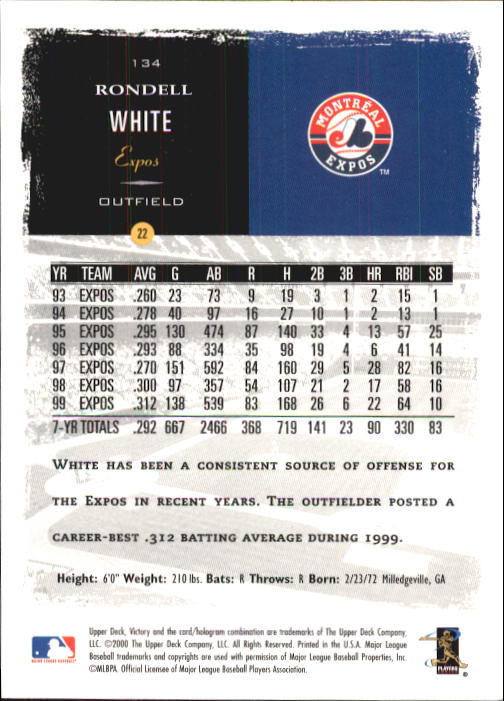 134
RONDELL
WHITE
Expos
OUTFIELD
22
MONTRÉAL
EXPOS
TM
YR TEAM AVG G AB R H 2B 3B HR RBI SB
93 EXPOS .260 23 73 9 19 3 1 2 15 1
94 EXPOS .278 40 97 16 27 10 1 2 13 1
95 EXPOS .295 130 474 87 140 33 4 13 57 25
96 EXPOS .293 88 334 35 98 19 4 6 41 14
97 EXPOS .270 151 592 84 160 29 5 28 82 16
98 EXPOS .300 97 357 54 107 21 2 17 58 16
99 EXPOS .312 138 539 83 168 26 6 22 64 10
7-YR TOTALS .292 667 2466 368 719 141 23 90 330 83
WHITE HAS BEEN A CONSISTENT SOURCE OF OFFENSE FOR
THE EXPOS IN RECENT YEARS. THE OUTFIELDER POSTED A
CAREER-BEST .312 BATTING AVERAGE DURING 1999.
Height: 6'0" Weight: 210 lbs. Bats: R Throws: R Born: 2/23/72 Milledgeville, GA
Upper Deck, Victory and the card/hologram combination are trademarks of The Upper Deck Company,
LLC. ©2000 The Upper Deck Company, LLC. All Rights Reserved. Printed in the U.S.A. Major League
Baseball trademarks and copyrights are used with permission of Major League Baseball Properties, Inc.
©MLBPA. Official Licensee of Major League Baseball Players Association.
MAJOR LEAGUE BASEBALL
PLAYERS